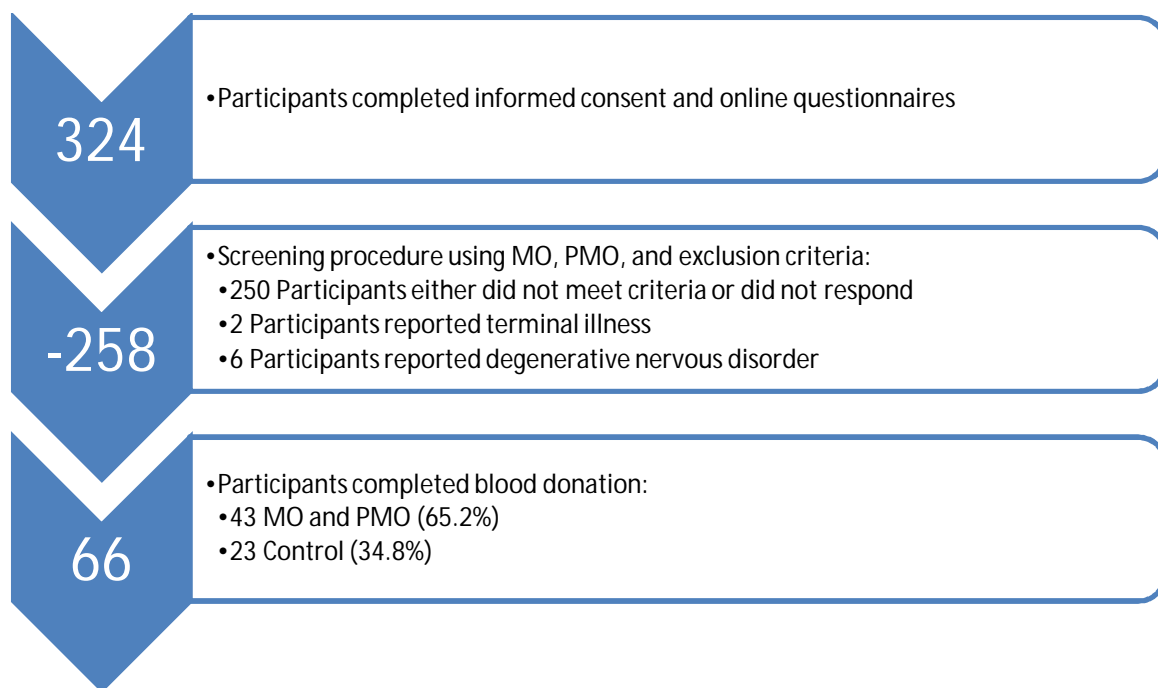 324
•Participants completed informed consent and online questionnaires
-258
•Screening procedure using MO, PMO, and exclusion criteria:
•250 Participants either did not meet criteria or did not respond
•2 Participants reported terminal illness
•6 Participants reported degenerative nervous disorder
66
•Participants completed blood donation:
•43 MO and PMO (65.2%)
•23 Control (34.8%)